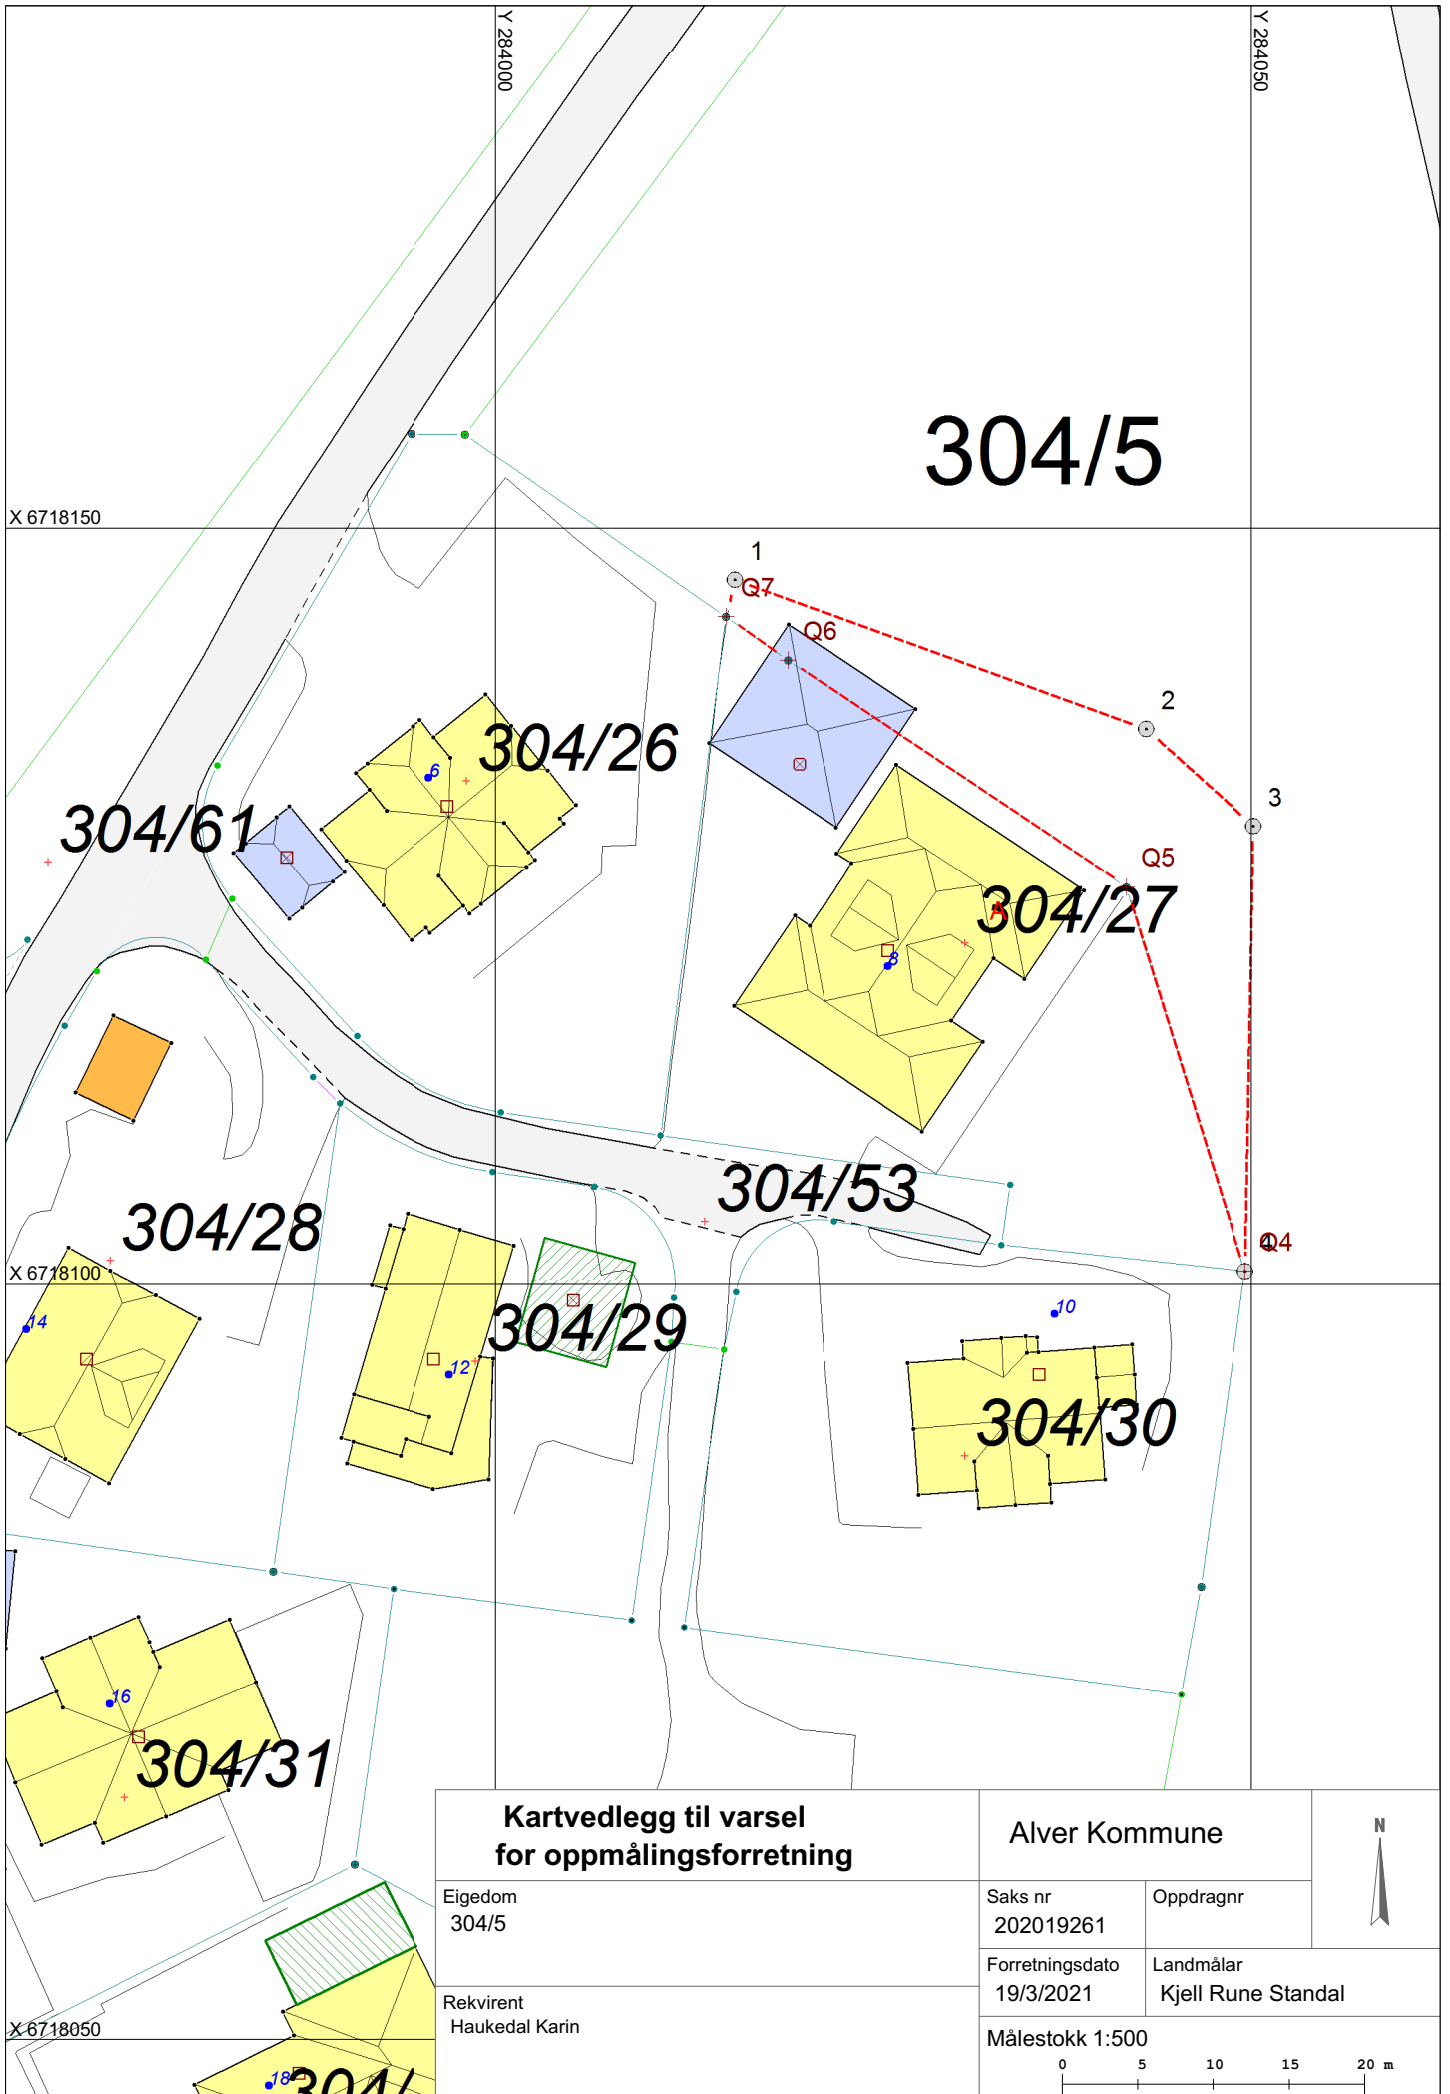 Y 284000
Y 284050
304/5
X 6718150
1
Q7
Q6
2
3
304/26
6
304/61
Q5
304/27
A
8
304/53
304/28
Q4
4
X 6718100
10
14
304/29
12
304/30
16
304/31
Kartvedlegg til varsel
for oppmålingsforretning
Alver Kommune
N
Eigedom
304/5
Saks nr
202019261
Oppdragnr
Forretningsdato
19/3/2021
Landmålar
Kjell Rune Standal
Rekvirent
Haukedal Karin
X 6718050
Målestokk 1:500
0 5 10 15 20 m
18
304/